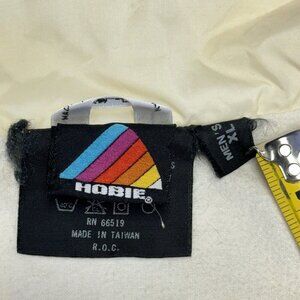 HOBIE®
MEN'S
XL
RN 66519
MADE IN TAIWAN
R.O.C.